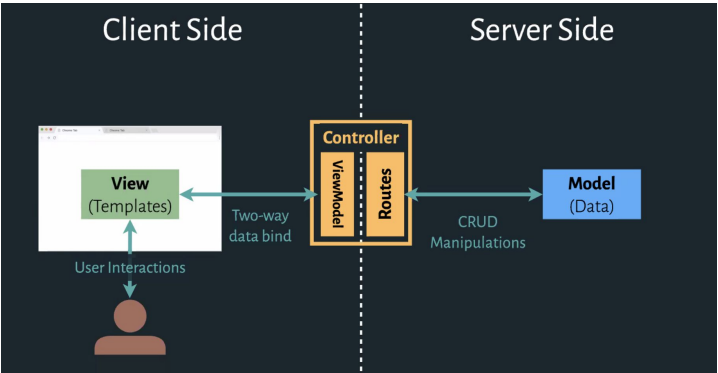 Client Side
Server Side
Controller
ViewModel
Routes
View
(Templates)
Two-way
data bind
CRUD
Manipulations
Model
(Data)
User Interactions